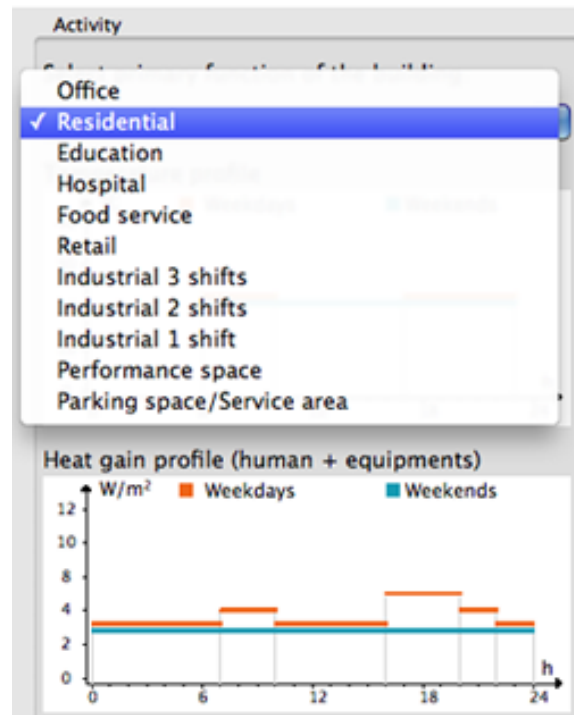 Activity
Office
✓ Residential
Education
Hospital
Food service
Retail
Industrial 3 shifts
Industrial 2 shifts
Industrial 1 shift
Performance space
Parking space/Service area
Heat gain profile (human + equipments)
W/m² Weekdays Weekends
12
10
8
4
2
0
h
0 6 12 18 24